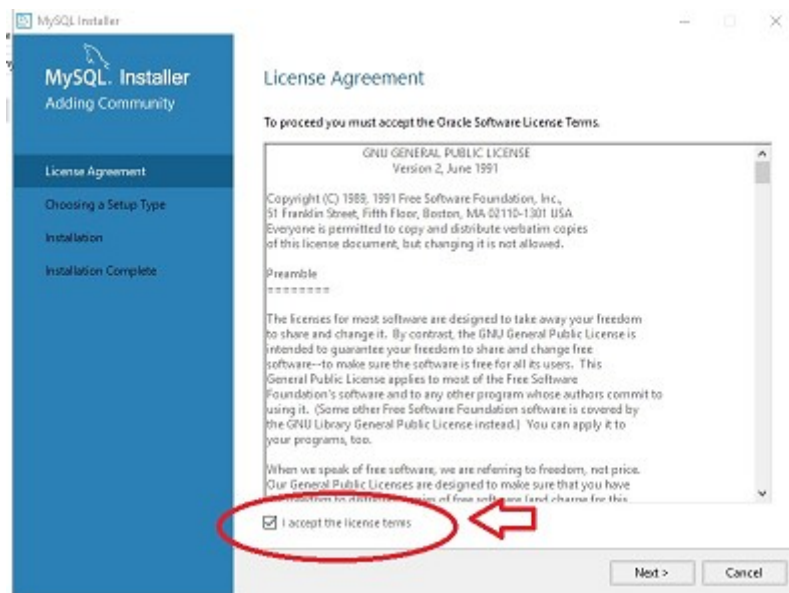 MySQL Installer
MySQL. Installer
Adding Community
License Agreement
Choosing a Setup Type
Installation
Installation Complete
License Agreement
To proceed you must accept the Oracle Software License Terms.
GNU GENERAL PUBLIC LICENSE
Version 2, June 1991
Copyright (C) 1989, 1991 Free Software Foundation, Inc.,
51 Franklin Street, Fifth Floor, Boston, MA 02110-1301 USA
Everyone is permitted to copy and distribute verbatim copies
of this license document, but changing it is not allowed.
Preamble
========
The licenses for most software are designed to take away your freedom
to share and change it. By contrast, the GNU General Public License is
intended to guarantee your freedom to share and change free
software--to make sure the software is free for all its users. This
General Public License applies to most of the Free Software
Foundation's software and to any other program whose authors commit to
using it. (Some other Free Software Foundation software is covered by
the GNU Library General Public License instead.) You can apply it to
your programs, too.
When we speak of free software, we are referring to freedom, not price.
Our General Public Licenses are designed to make sure that you have
of free software (and charge for this
I accept the license terms
Next >
Cancel